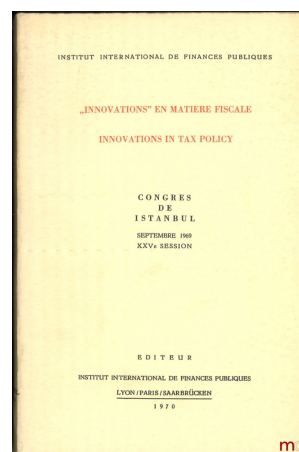 INSTITUT INTERNATIONAL DE FINANCES PUBLIQUES
„INNOVATIONS” EN MATIERE FISCALE
INNOVATIONS IN TAX POLICY
CONGRES
DE
ISTANBUL
SEPTEMBRE 1969
XXVe SESSION
EDITEUR
INSTITUT INTERNATIONAL DE FINANCES PUBLIQUES
LYON/PARIS/SAARBRÜCKEN
1970
m